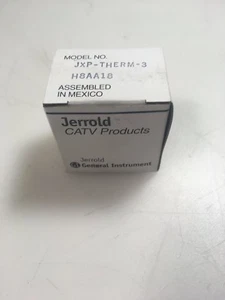 MODEL NO.
JXP-THERM-3
H8AA18
ASSEMBLED
IN MEXICO
Jerrold
CATV Products
Jerrold
General Instrument